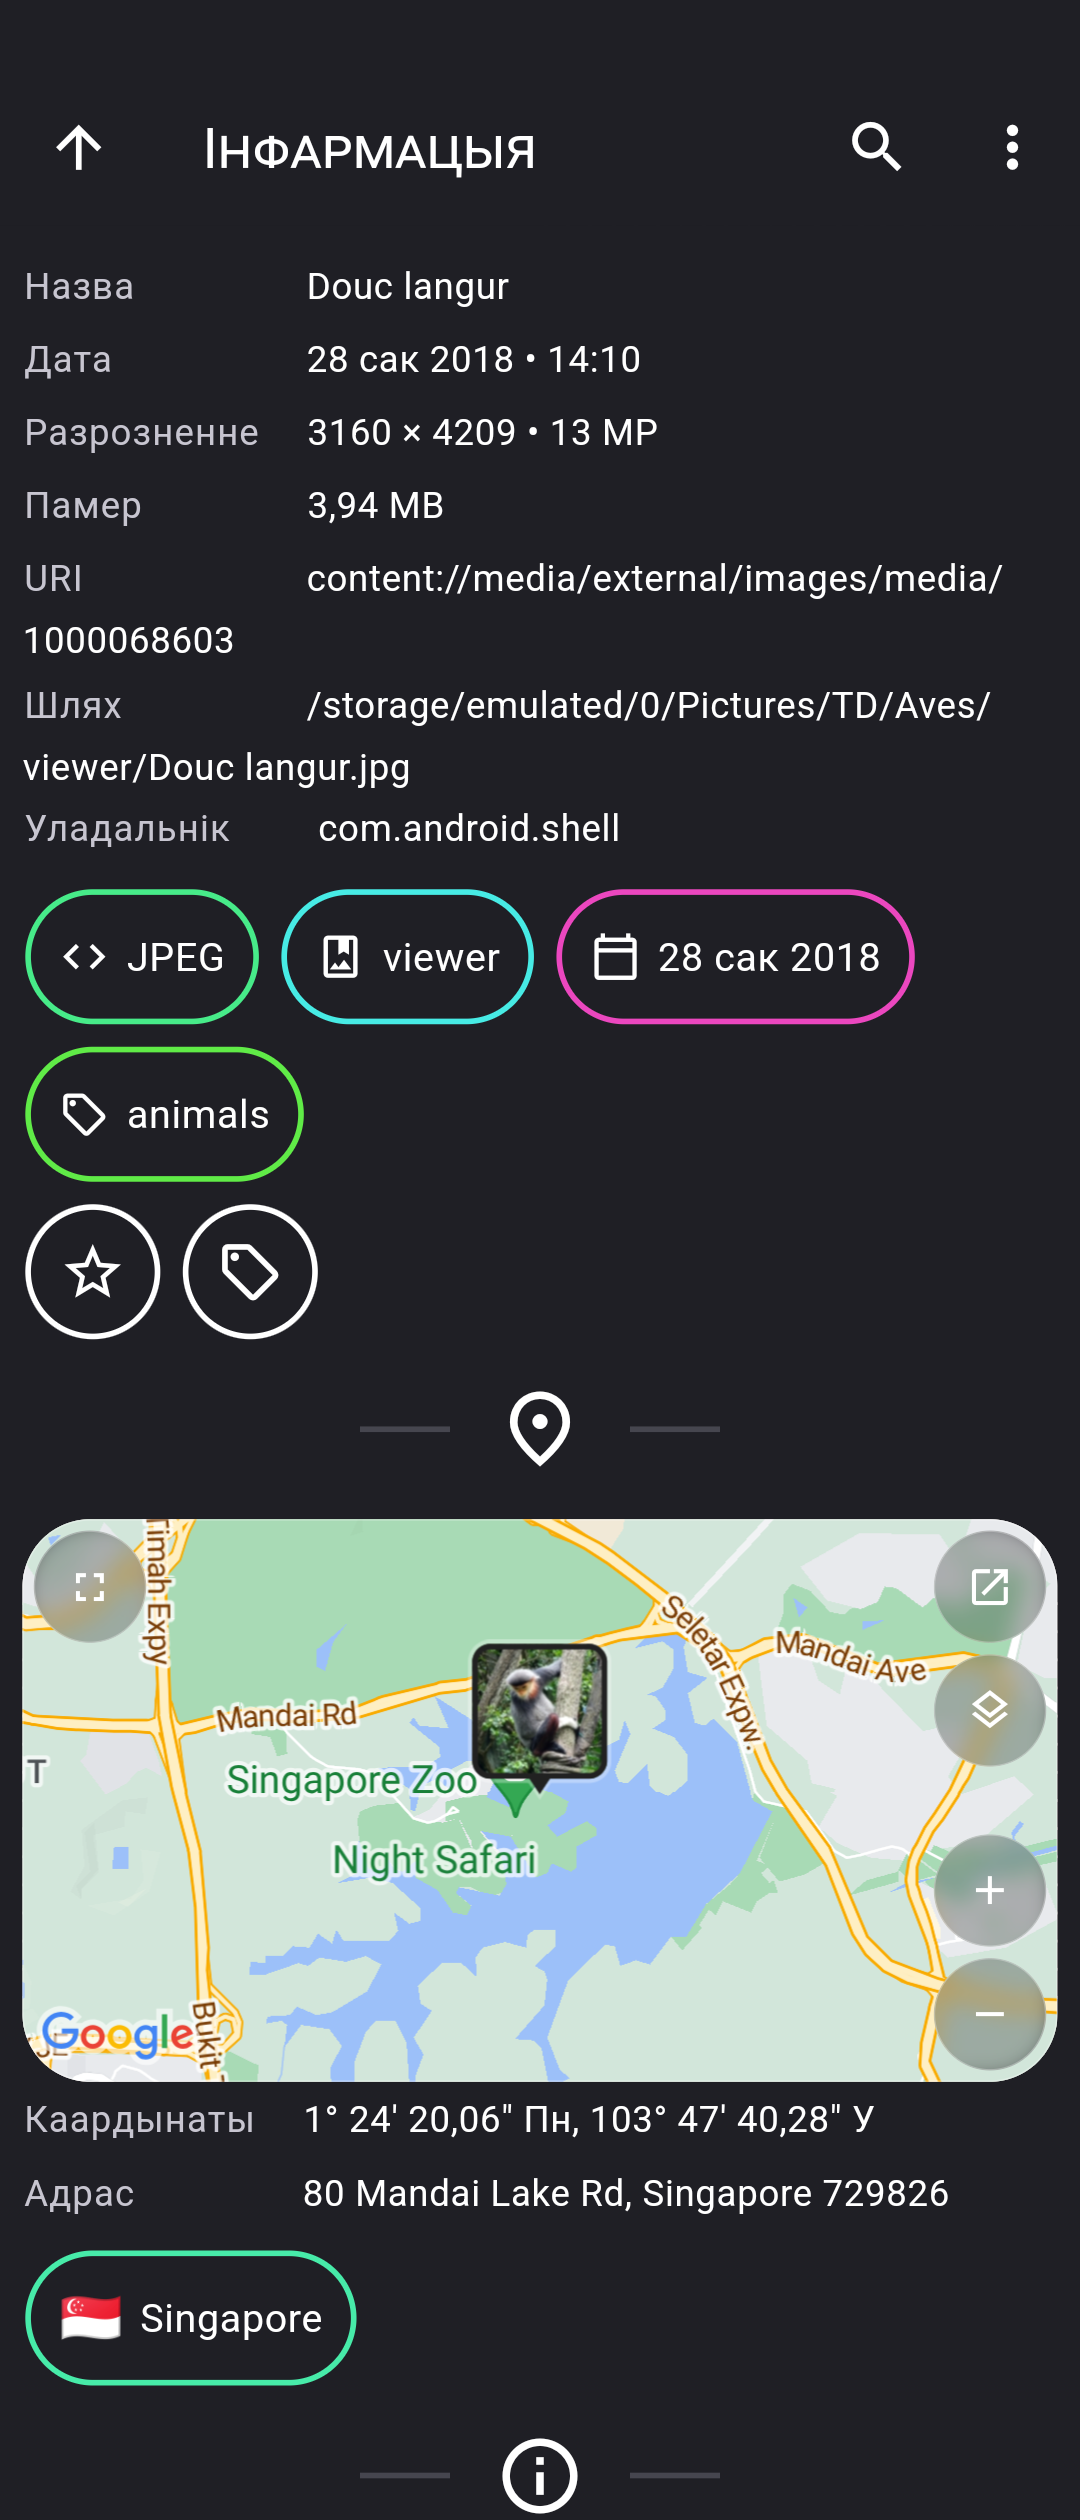 Інфармацыя
Назва Douc langur
Дата 28 сак 2018 • 14:10
Разрозненне 3160 × 4209 • 13 MP
Памер 3,94 MB
URI content://media/external/images/media/
1000068603
Шлях /storage/emulated/0/Pictures/TD/Aves/
viewer/Douc langur.jpg
Уладальнік com.android.shell
JPEG viewer 28 сак 2018
animals
Timah Expy
Seletar Expw.
Mandai Ave
Mandai Rd
T
Singapore Zoo
Night Safari
Bukit
Google
Каардынаты 1° 24' 20,06" Пн, 103° 47' 40,28" У
Адрас 80 Mandai Lake Rd, Singapore 729826
Singapore